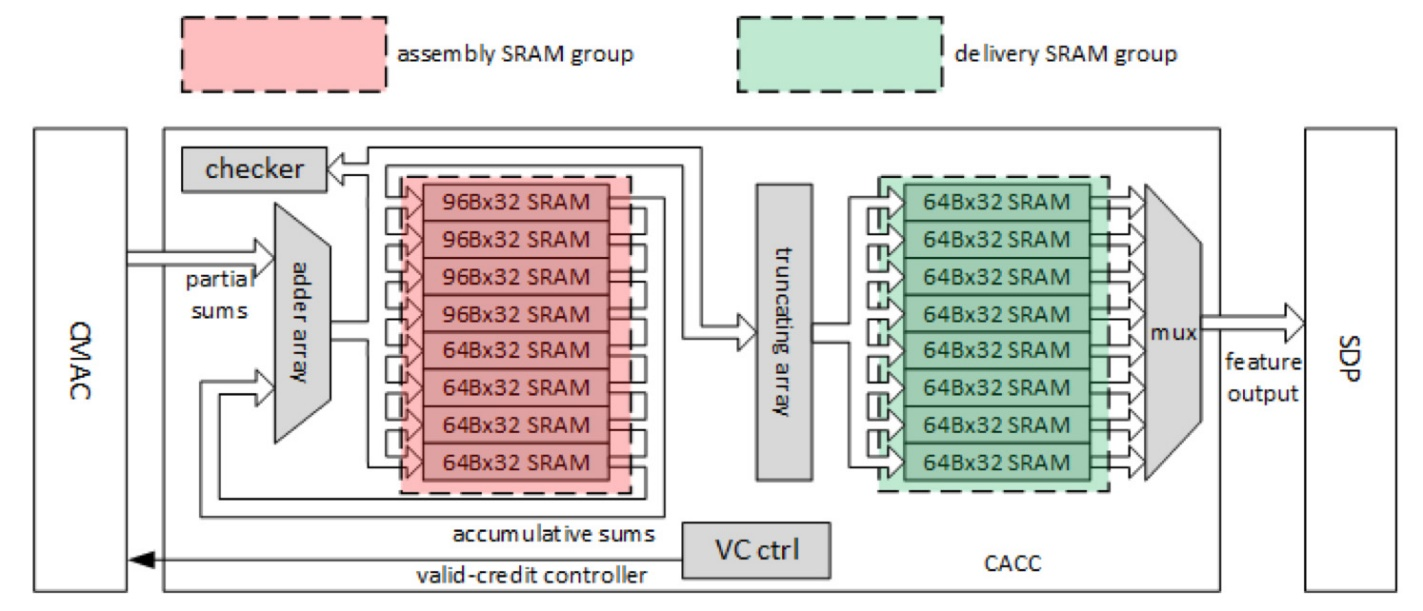 assembly SRAM group
delivery SRAM group
CMAC
checker
partial
sums
adder array
96Bx32 SRAM
96Bx32 SRAM
96Bx32 SRAM
96Bx32 SRAM
64Bx32 SRAM
64Bx32 SRAM
64Bx32 SRAM
64Bx32 SRAM
accumulative sums
valid-credit controller
VC ctrl
truncating array
64Bx32 SRAM
64Bx32 SRAM
64Bx32 SRAM
64Bx32 SRAM
64Bx32 SRAM
64Bx32 SRAM
64Bx32 SRAM
64Bx32 SRAM
mux
CACC
feature
output
SDP